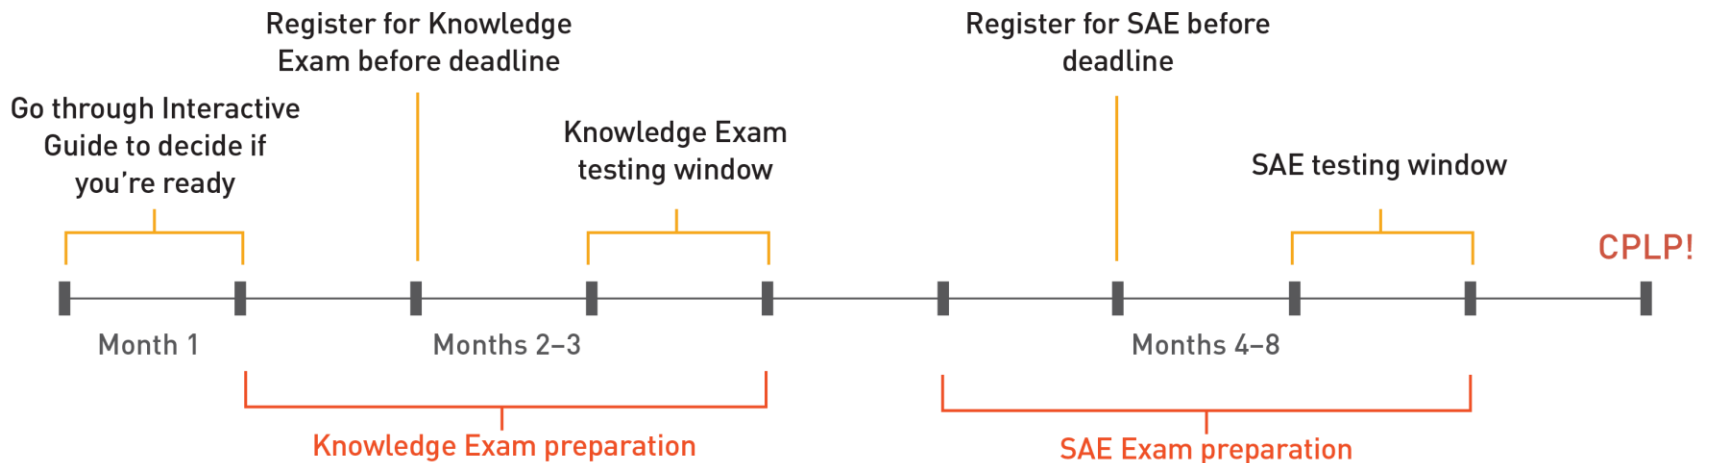 Register for Knowledge
Exam before deadline
Register for SAE before
deadline
Go through Interactive
Guide to decide if
you're ready
Knowledge Exam
testing window
SAE testing window
CPLP!
Month 1
Months 2–3
Months 4–8
Knowledge Exam preparation
SAE Exam preparation